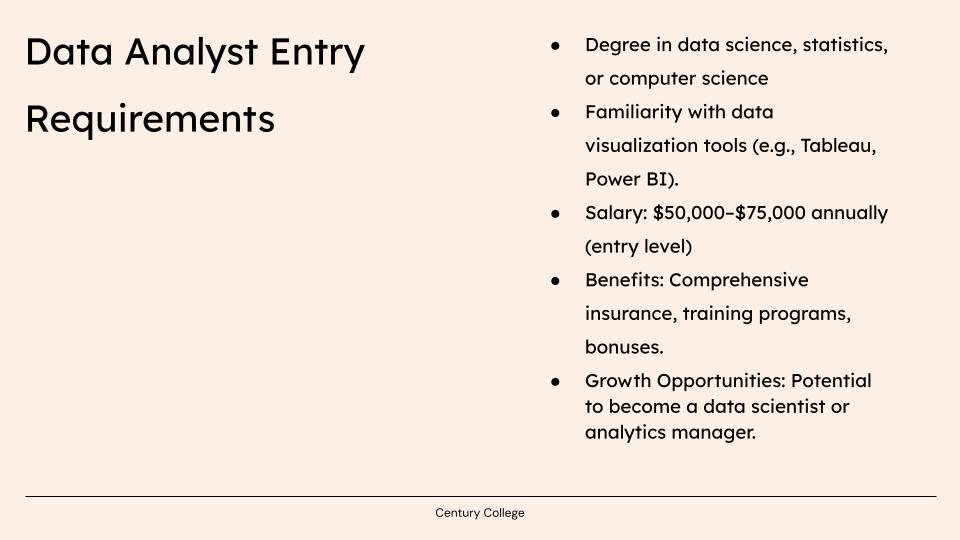 Data Analyst Entry
Requirements
● Degree in data science, statistics,
or computer science
● Familiarity with data
visualization tools (e.g., Tableau,
Power BI).
● Salary: $50,000–$75,000 annually
(entry level)
● Benefits: Comprehensive
insurance, training programs,
bonuses.
● Growth Opportunities: Potential
to become a data scientist or
analytics manager.
Century College